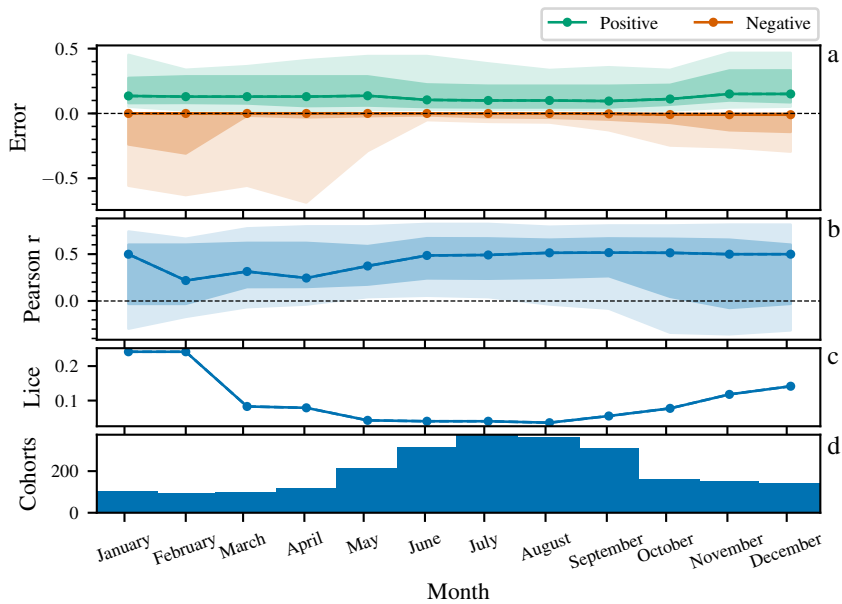 Positive
Negative
a
0.5
0.0
−0.5
Error
b
0.5
0.0
Pearson r
c
0.2
0.1
Lice
d
200
0
Cohorts
January
February
March
April
May
June
July
August
September
October
November
December
Month